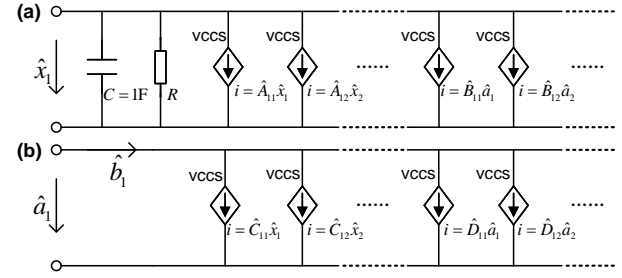 (a)
vccs vccs vccs vccs
x̂₁
C = 1F R i = Â₁₁x̂₁ i = Â₁₂x̂₂ ...... i = B̂₁₁â₁ i = B̂₁₂â₂ ......
(b)
b̂₁
vccs vccs vccs vccs
â₁
i = Ĉ₁₁x̂₁ i = Ĉ₁₂x̂₂ ...... i = D̂₁₁â₁ i = D̂₁₂â₂ ......